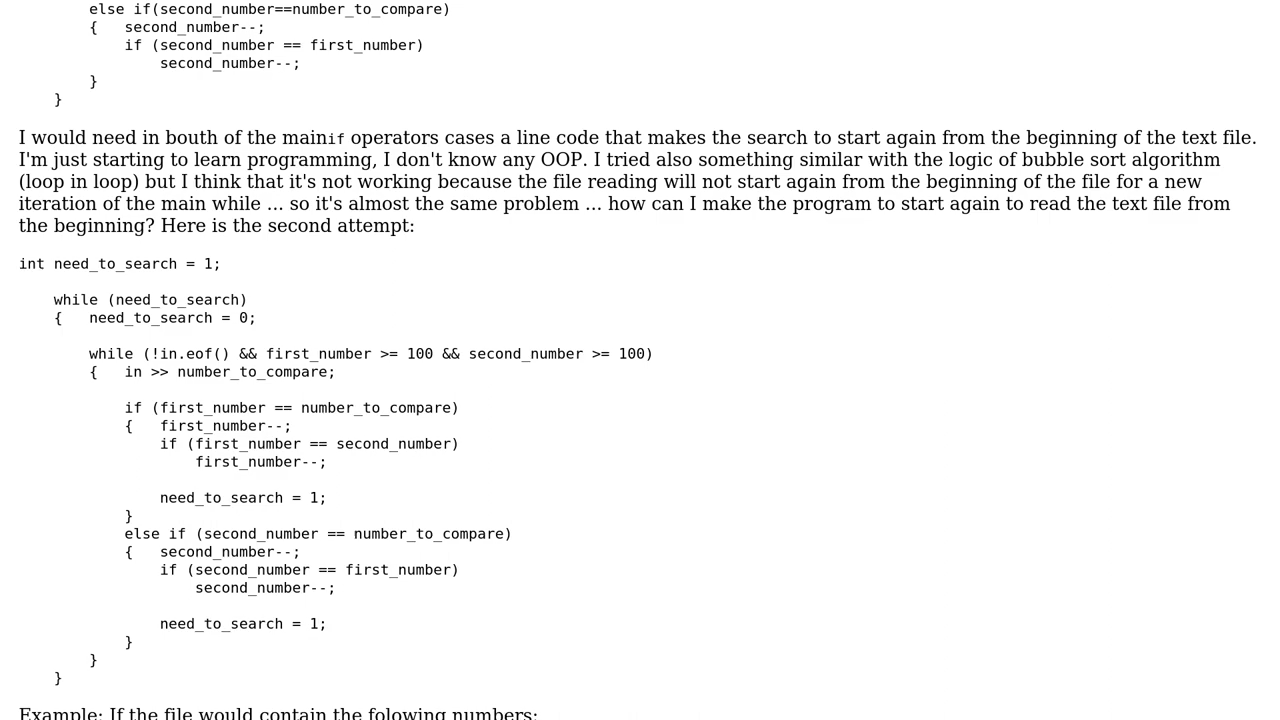 else if(second_number==number_to_compare)
{   second_number--;
if (second_number == first_number)
second_number--;
}
}
I would need in bouth of the mainif operators cases a line code that makes the search to start again from the beginning of the text file.
I'm just starting to learn programming, I don't know any OOP. I tried also something similar with the logic of bubble sort algorithm
(loop in loop) but I think that it's not working because the file reading will not start again from the beginning of the file for a new
iteration of the main while ... so it's almost the same problem ... how can I make the program to start again to read the text file from
the beginning? Here is the second attempt:
int need_to_search = 1;
while (need_to_search)
{   need_to_search = 0;
while (!in.eof() && first_number >= 100 && second_number >= 100)
{   in >> number_to_compare;
if (first_number == number_to_compare)
{   first_number--;
if (first_number == second_number)
first_number--;
need_to_search = 1;
}
else if (second_number == number_to_compare)
{   second_number--;
if (second_number == first_number)
second_number--;
need_to_search = 1;
}
}
}
Example: If the file would contain the folowing numbers: